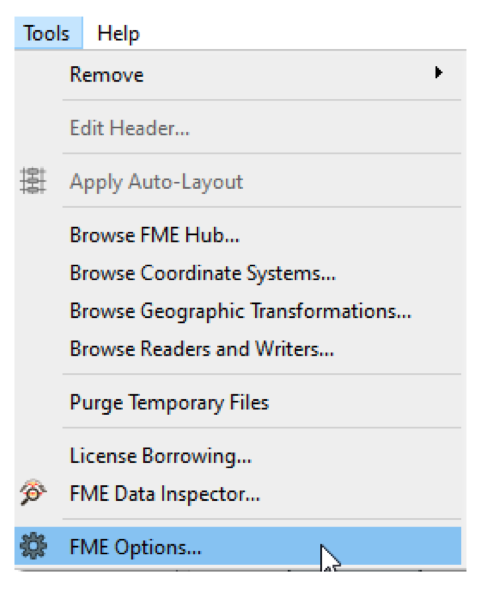 Tools Help
Remove
Edit Header...
Apply Auto-Layout
Browse FME Hub...
Browse Coordinate Systems...
Browse Geographic Transformations...
Browse Readers and Writers...
Purge Temporary Files
License Borrowing...
FME Data Inspector...
FME Options...